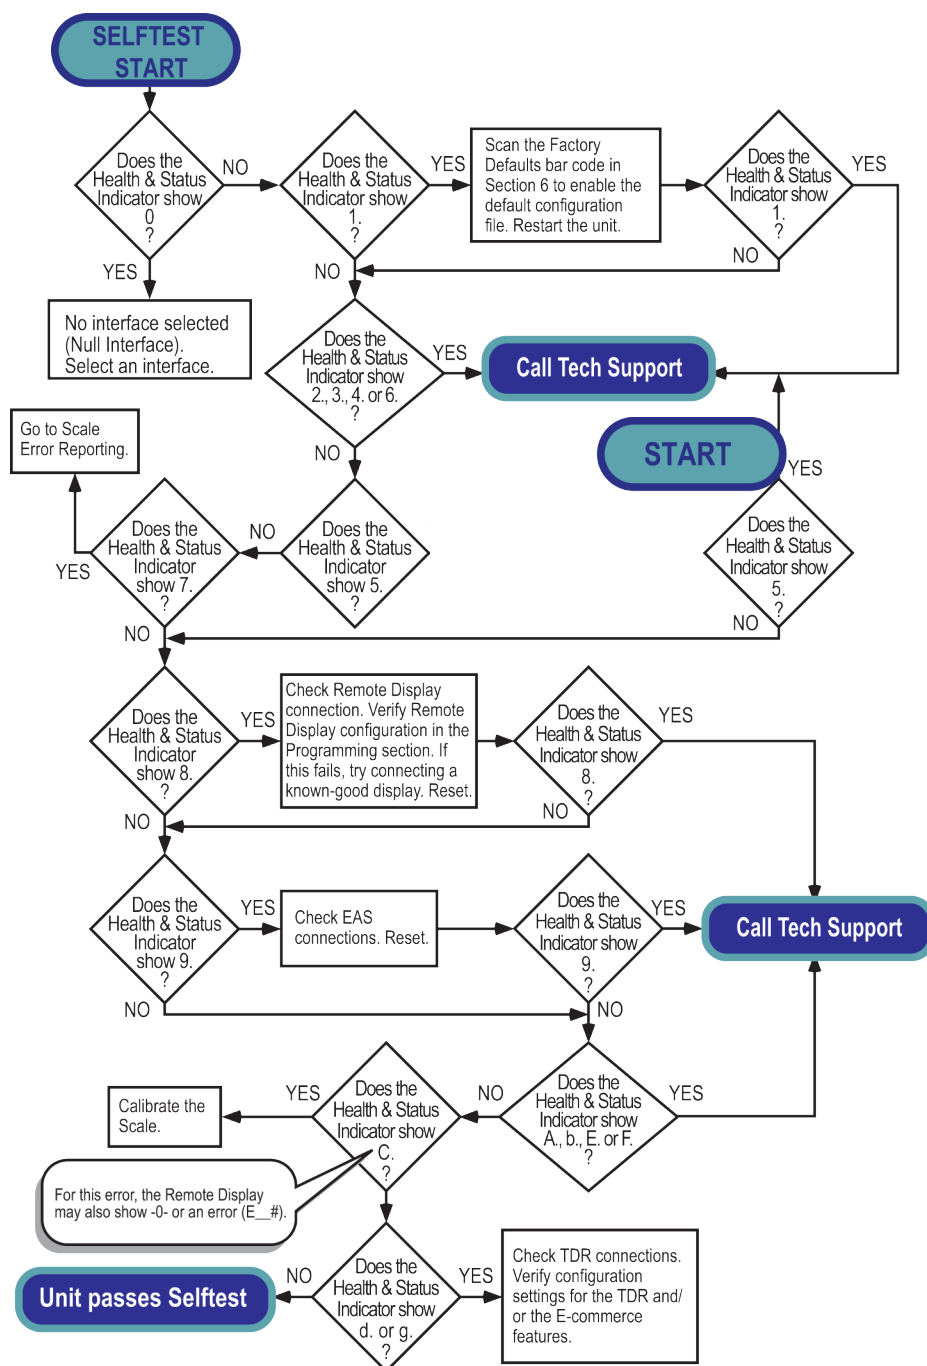 SELFTEST
START
Does the
Health & Status
Indicator show
0
?
NO
YES
No interface selected
(Null Interface).
Select an interface.
Does the
Health & Status
Indicator show
1.
?
YES
NO
Scan the Factory
Defaults bar code in
Section 6 to enable the
default configuration
file. Restart the unit.
Does the
Health & Status
Indicator show
1.
?
YES
NO
Does the
Health & Status
Indicator show
2., 3., 4. or 6.
?
YES
NO
Call Tech Support
START
YES
Go to Scale
Error Reporting.
Does the
Health & Status
Indicator
show 7.
?
YES
NO
NO
Does the
Health & Status
Indicator
show 5.
?
Does the
Health & Status
Indicator show
5.
?
NO
Does the
Health & Status
Indicator
show 8.
?
YES
NO
Check Remote Display
connection. Verify Remote
Display configuration in the
Programming section. If
this fails, try connecting a
known-good display. Reset.
Does the
Health & Status
Indicator show
8.
?
YES
NO
Does the
Health & Status
Indicator
show 9.
?
YES
NO
Check EAS
connections. Reset.
Does the
Health & Status
Indicator show
9.
?
YES
NO
Call Tech Support
Does the
Health & Status
Indicator show
A., b., E. or F.
?
YES
NO
Does the
Health & Status
Indicator show
C.
?
YES
Calibrate the
Scale.
For this error, the Remote Display
may also show -0- or an error (E__#).
Does the
Health & Status
Indicator show
d. or g.
?
NO
YES
Unit passes Selftest
Check TDR connections.
Verify configuration
settings for the TDR and/
or the E-commerce
features.